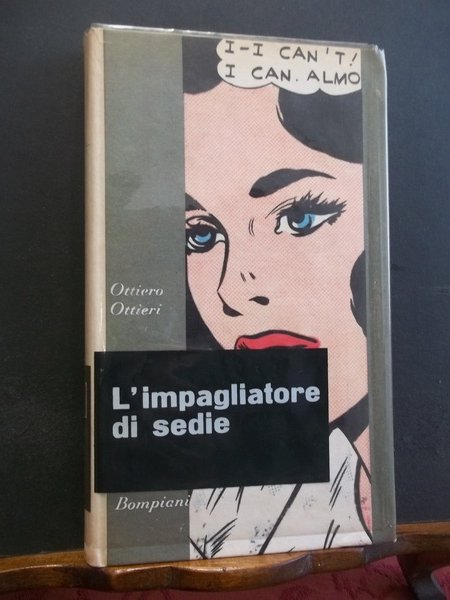 I-I CAN'T!
I CAN. ALMO
Ottiero
Ottieri
L'impagliatore
di sedie
Bompiani